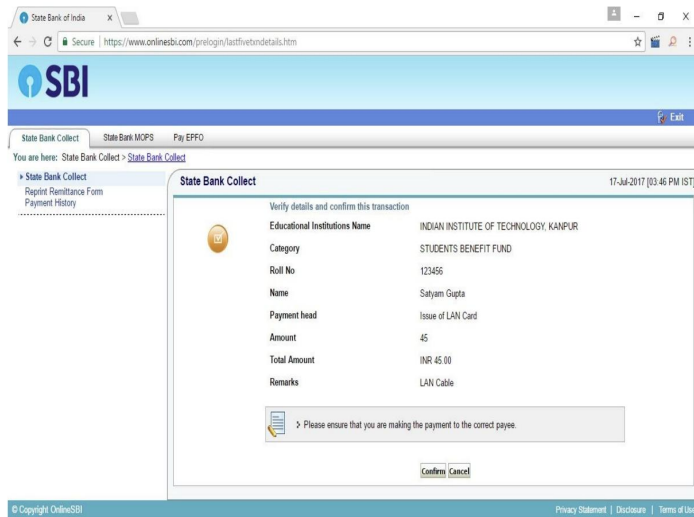 State Bank of India
Secure | https://www.onlinesbi.com/prelogin/lastfivetxndetails.htm
SBI
Exit
State Bank Collect State Bank MOPS Pay EPFO
You are here: State Bank Collect > State Bank Collect
State Bank Collect
Reprint Remittance Form
Payment History
State Bank Collect 17-Jul-2017 [03:46 PM IST]
Verify details and confirm this transaction
Educational Institutions Name INDIAN INSTITUTE OF TECHNOLOGY, KANPUR
Category STUDENTS BENEFIT FUND
Roll No 123456
Name Satyam Gupta
Payment head Issue of LAN Card
Amount 45
Total Amount INR 45.00
Remarks LAN Cable
Please ensure that you are making the payment to the correct payee.
Confirm Cancel
© Copyright OnlineSBI Privacy Statement | Disclosure | Terms of Use